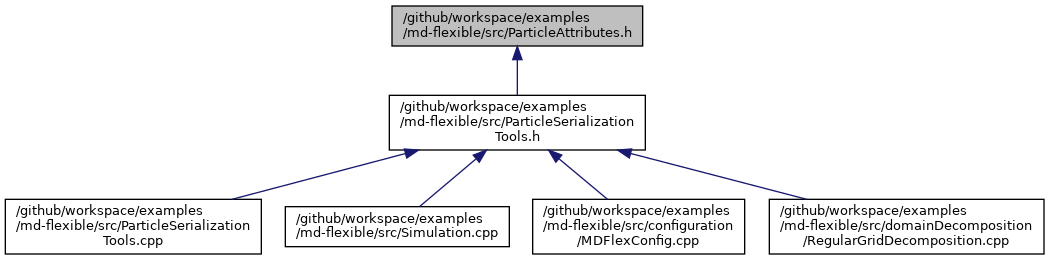 /github/workspace/examples
/md-flexible/src/ParticleAttributes.h
/github/workspace/examples
/md-flexible/src/ParticleSerialization
Tools.h
/github/workspace/examples
/md-flexible/src/ParticleSerialization
Tools.cpp
/github/workspace/examples
/md-flexible/src/Simulation.cpp
/github/workspace/examples
/md-flexible/src/configuration
/MDFlexConfig.cpp
/github/workspace/examples
/md-flexible/src/domainDecomposition
/RegularGridDecomposition.cpp